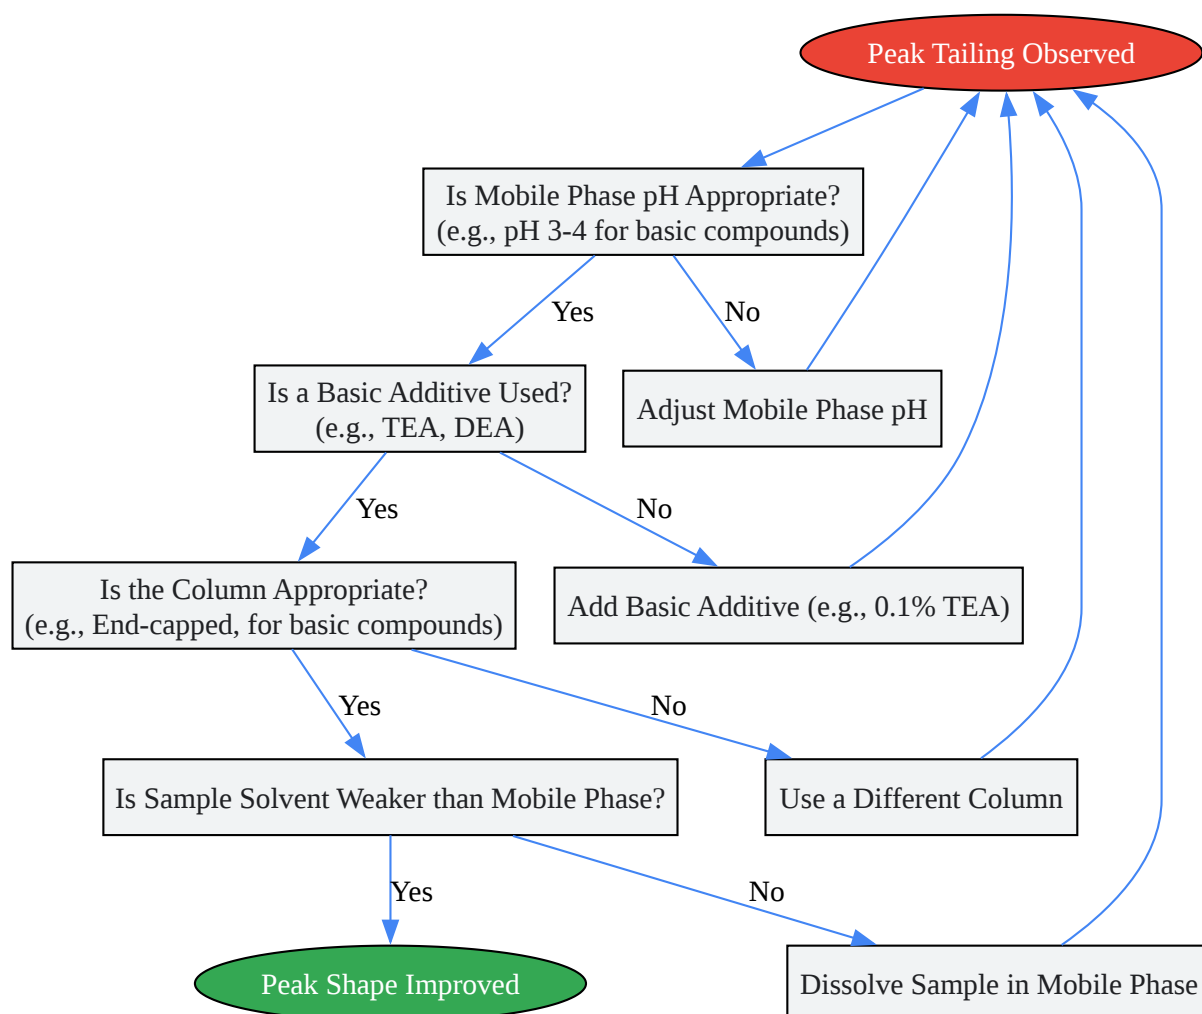 Peak Tailing Observed
Is Mobile Phase pH Appropriate?
(e.g., pH 3-4 for basic compounds)
Yes
No
Is a Basic Additive Used?
(e.g., TEA, DEA)
Adjust Mobile Phase pH
Yes
No
Is the Column Appropriate?
(e.g., End-capped, for basic compounds)
Add Basic Additive (e.g., 0.1% TEA)
Yes
No
Is Sample Solvent Weaker than Mobile Phase?
Use a Different Column
Yes
No
Peak Shape Improved
Dissolve Sample in Mobile Phase